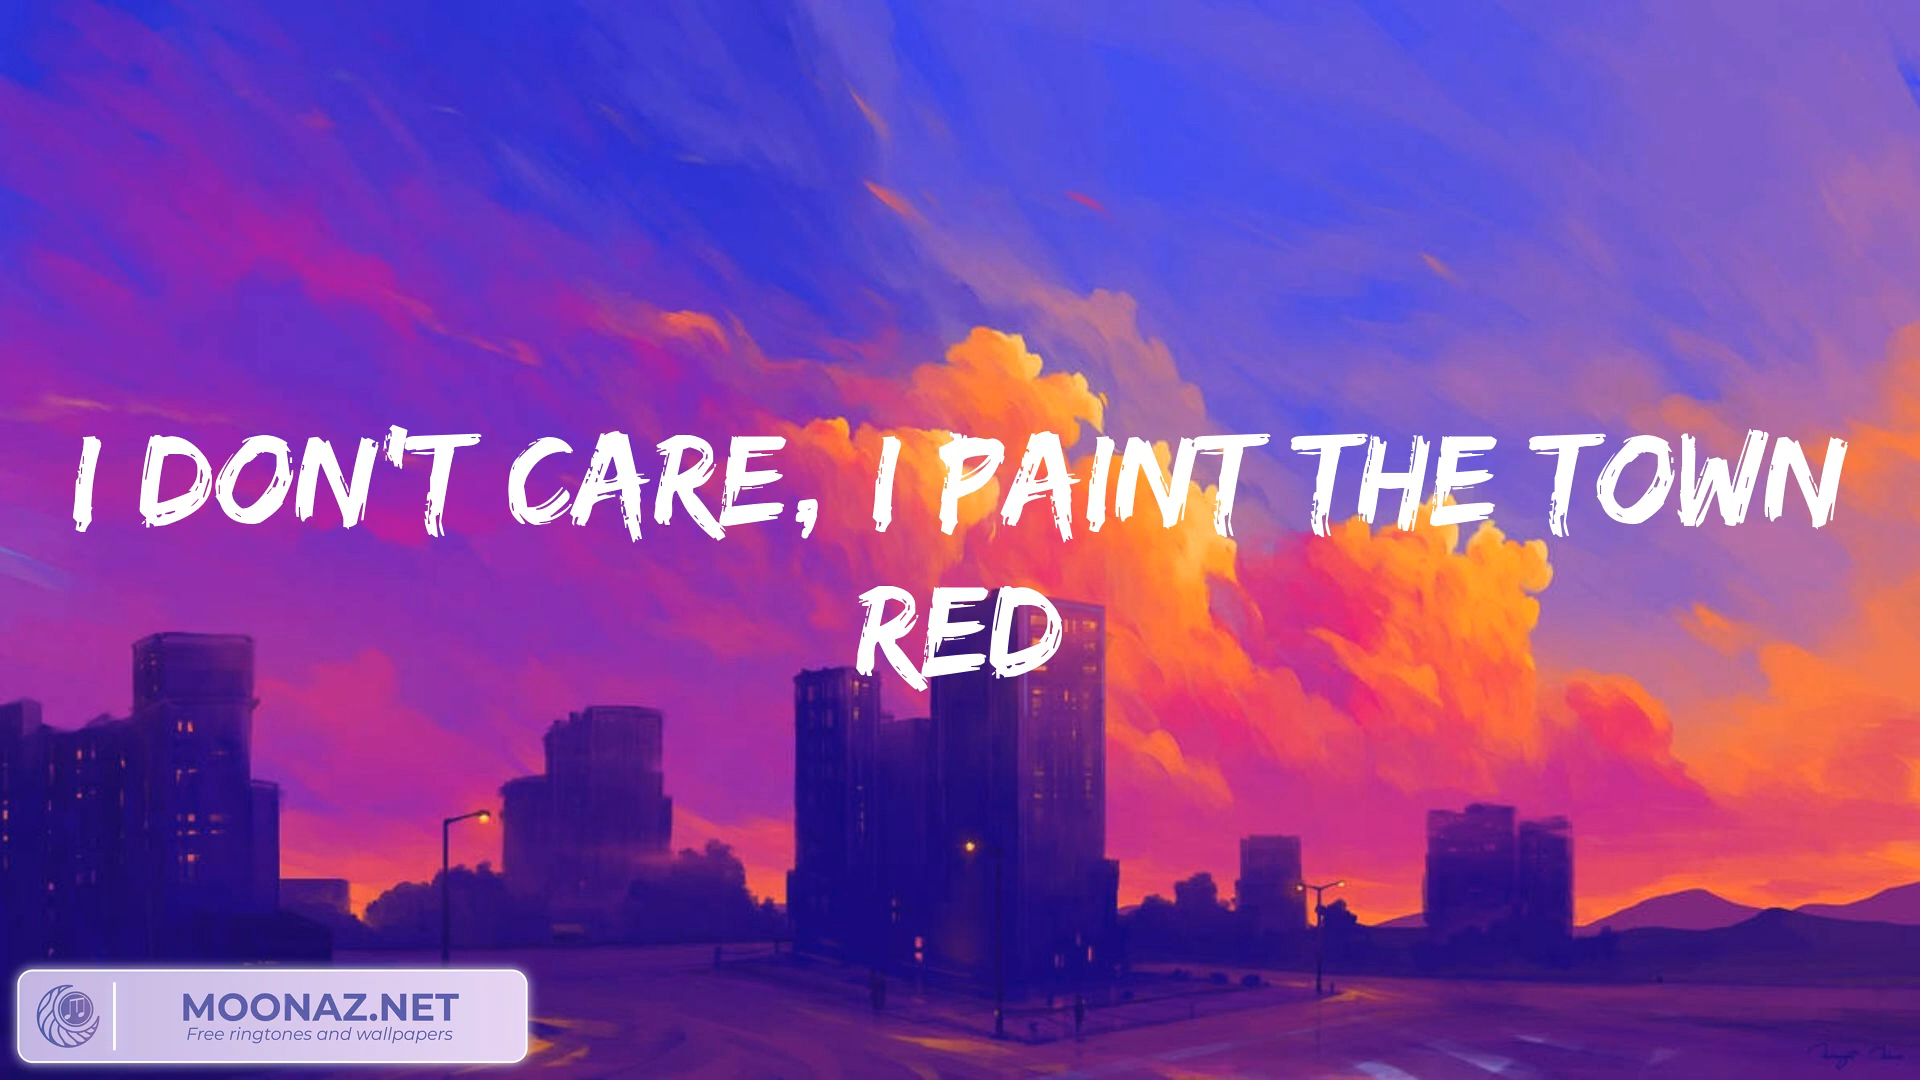 I DON'T CARE, I PAINT THE TOWN
RED
MOONAZ.NET
Free ringtones and wallpapers